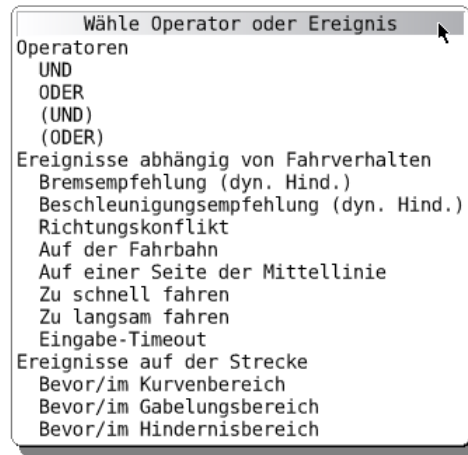 Wähle Operator oder Ereignis
Operatoren
UND
ODER
(UND)
(ODER)
Ereignisse abhängig von Fahrverhalten
Bremsempfehlung (dyn. Hind.)
Beschleunigungsempfehlung (dyn. Hind.)
Richtungskonflikt
Auf der Fahrbahn
Auf einer Seite der Mittellinie
Zu schnell fahren
Zu langsam fahren
Eingabe-Timeout
Ereignisse auf der Strecke
Bevor/im Kurvenbereich
Bevor/im Gabelungsbereich
Bevor/im Hindernisbereich